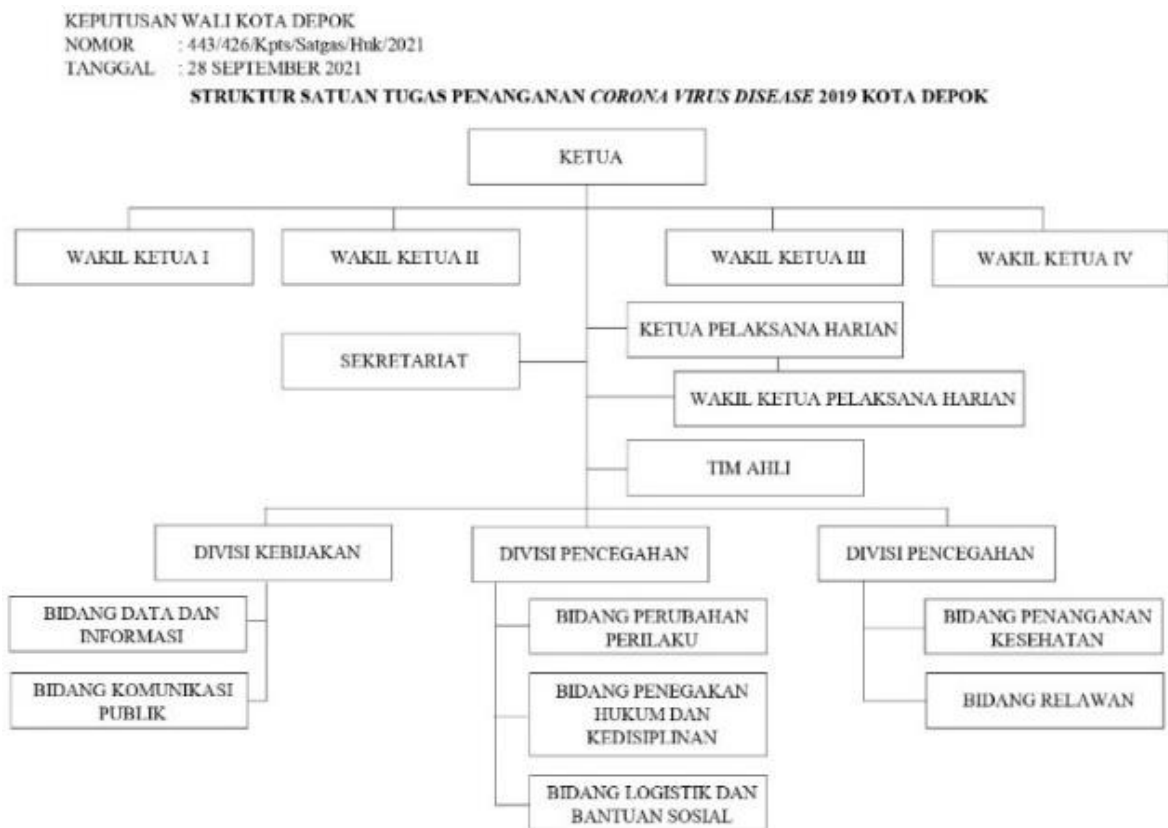 KEPUTUSAN WALI KOTA DEPOK
NOMOR : 443/426/Kpts/Satgas/Huk/2021
TANGGAL : 28 SEPTEMBER 2021
STRUKTUR SATUAN TUGAS PENANGANAN CORONA VIRUS DISEASE 2019 KOTA DEPOK
KETUA
WAKIL KETUA I
WAKIL KETUA II
WAKIL KETUA III
WAKIL KETUA IV
KETUA PELAKSANA HARIAN
SEKRETARIAT
WAKIL KETUA PELAKSANA HARIAN
TIM AHLI
DIVISI KEBIJAKAN
DIVISI PENCEGAHAN
DIVISI PENCEGAHAN
BIDANG DATA DAN
INFORMASI
BIDANG KOMUNIKASI
PUBLIK
BIDANG PERUBAHAN
PERILAKU
BIDANG PENEGAKAN
HUKUM DAN
KEDISIPLINAN
BIDANG LOGISTIK DAN
BANTUAN SOSIAL
BIDANG PENANGANAN
KESEHATAN
BIDANG RELAWAN